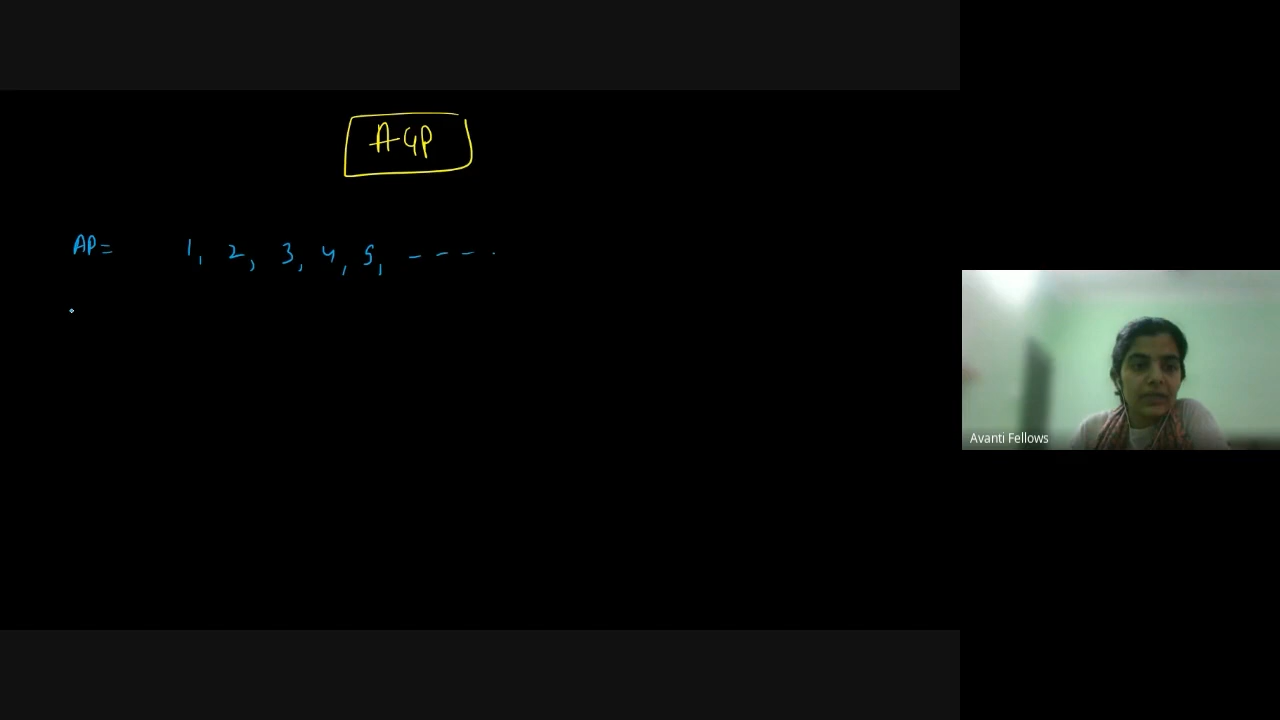 AGP
AP = 1, 2, 3, 4, 5, - - - -
Avanti Fellows